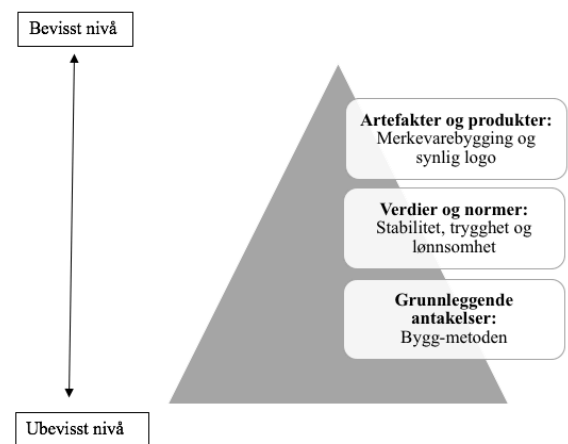 Bevisst nivå
Artefakter og produkter:
Merkevarebygging og
synlig logo
Verdier og normer:
Stabilitet, trygghet og
lønnsomhet
Grunnleggende
antakelser:
Bygg-metoden
Ubevisst nivå